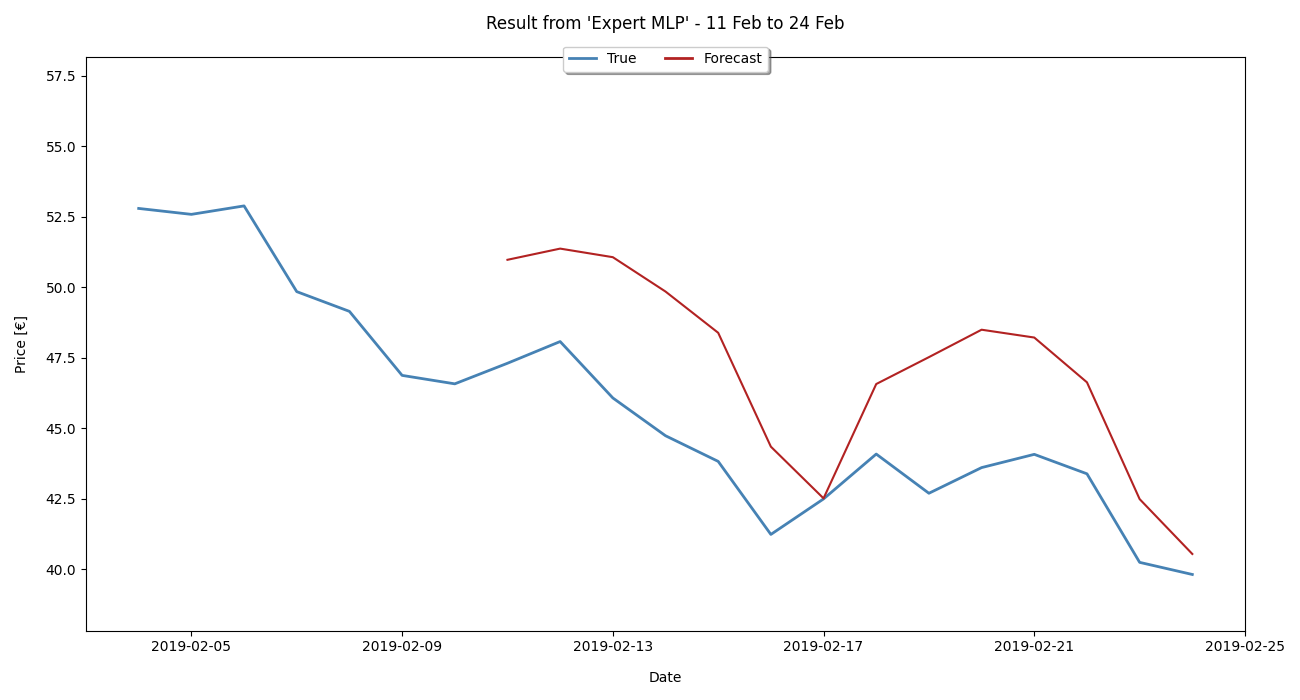 Result from 'Expert MLP' - 11 Feb to 24 Feb
True
Forecast
57.5
55.0
52.5
50.0
47.5
45.0
42.5
40.0
Price [€]
2019-02-05
2019-02-09
2019-02-13
2019-02-17
2019-02-21
2019-02-25
Date